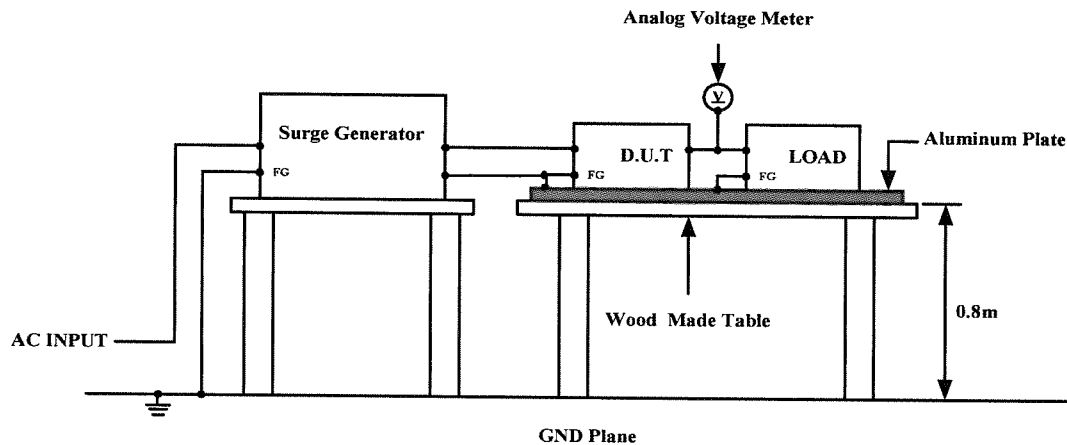 Analog Voltage Meter
V
Surge Generator
D.U.T
LOAD
Aluminum Plate
FG
FG
FG
Wood Made Table
0.8m
AC INPUT
GND Plane